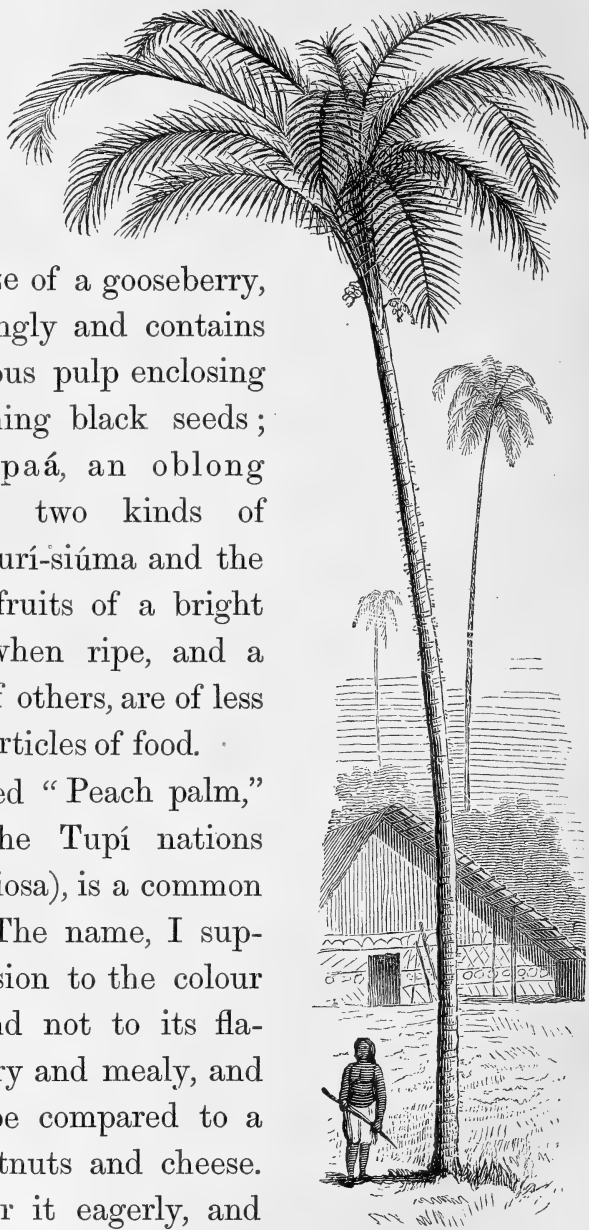 ze of a gooseberry,
ngly and contains
ous pulp enclosing
ning black seeds;
paá, an oblong
two kinds of
urí-siúma and the
fruits of a bright
when ripe, and a
f others, are of less
rticles of food.
ed “Peach palm,”
he Tupí nations
iosa), is a common
The name, I sup-
sion to the colour
nd not to its fla-
ry and mealy, and
be compared to a
tnuts and cheese.
r it eagerly, and